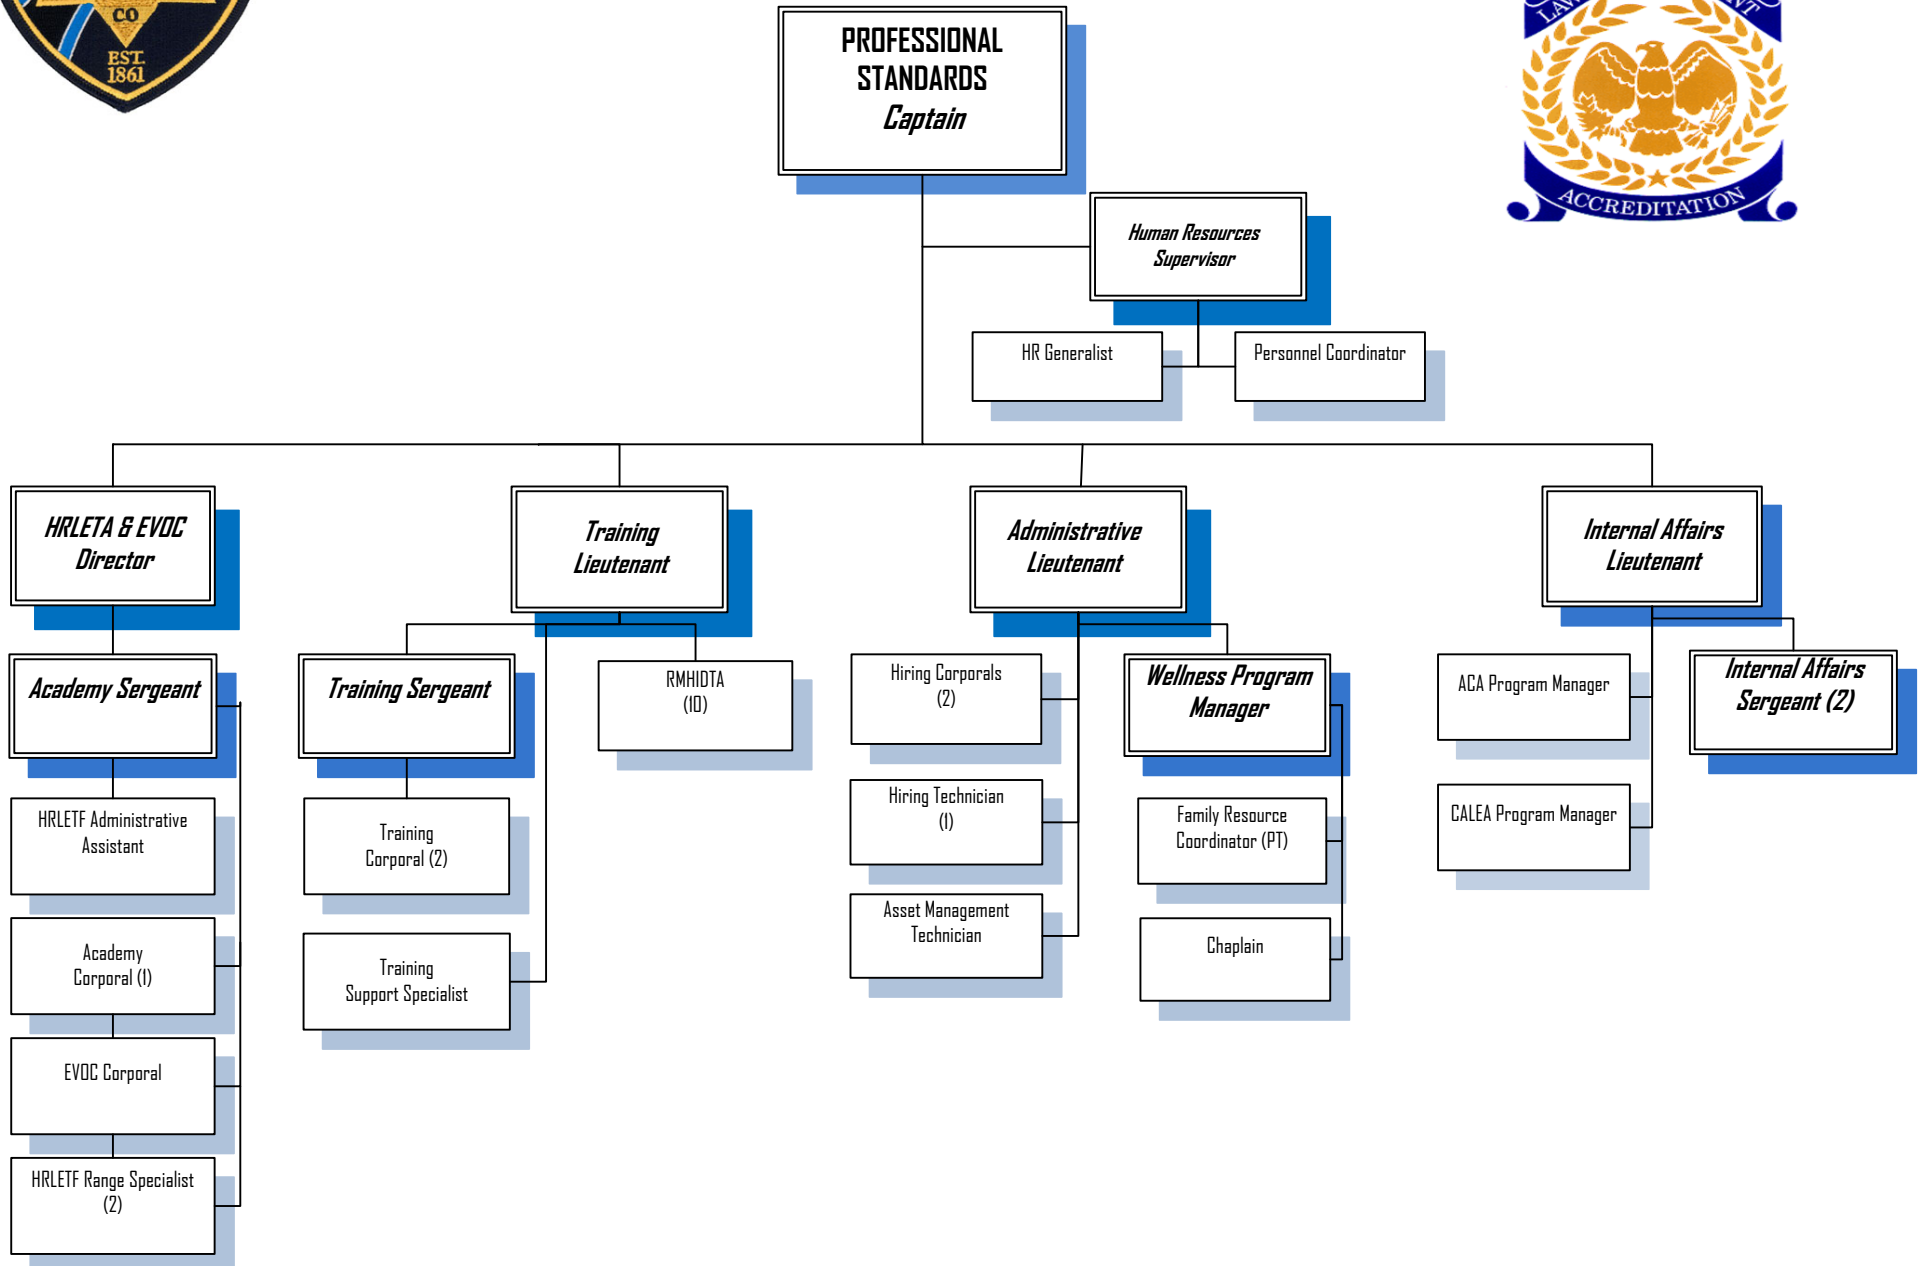 CO
EST.
1861
PROFESSIONAL
STANDARDS
Captain
ACCREDITATION
Human Resources
Supervisor
HR Generalist
Personnel Coordinator
HRLETA & EVOC
Director
Training
Lieutenant
Administrative
Lieutenant
Internal Affairs
Lieutenant
Academy Sergeant
HRLETF Administrative
Assistant
Academy
Corporal (1)
EVOC Corporal
HRLETF Range Specialist
(2)
Training Sergeant
RMHIDTA
(10)
Training
Corporal (2)
Training
Support Specialist
Hiring Corporals
(2)
Hiring Technician
(1)
Asset Management
Technician
Wellness Program
Manager
Family Resource
Coordinator (PT)
Chaplain
ACA Program Manager
CALEA Program Manager
Internal Affairs
Sergeant (2)